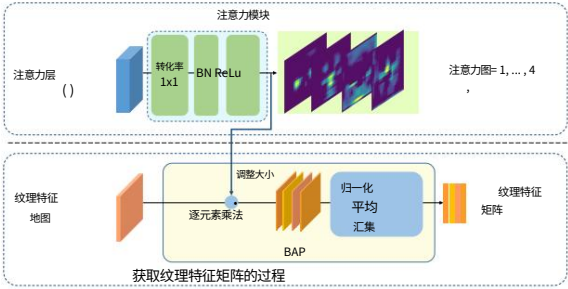 注意力模块
注意力层
( )
转化率
1x1
BN ReLu
注意力图= 1, ... , 4
,
调整大小
纹理特征
地图
逐元素乘法
归一化
平均
汇集
纹理特征
矩阵
BAP
获取纹理特征矩阵的过程